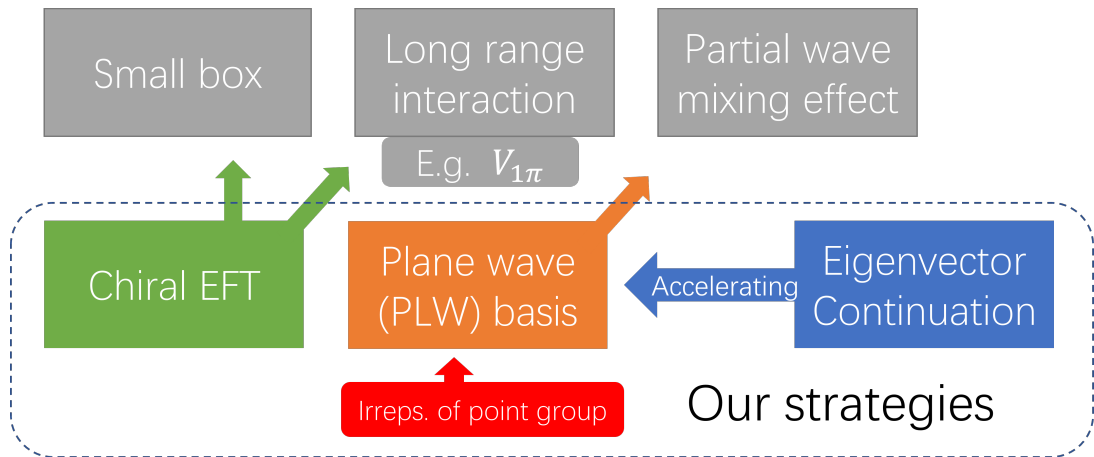 Small box
Long range
interaction
Partial wave
mixing effect
E.g. V1π
Chiral EFT
Plane wave
(PLW) basis
Accelerating
Eigenvector
Continuation
Irreps. of point group
Our strategies